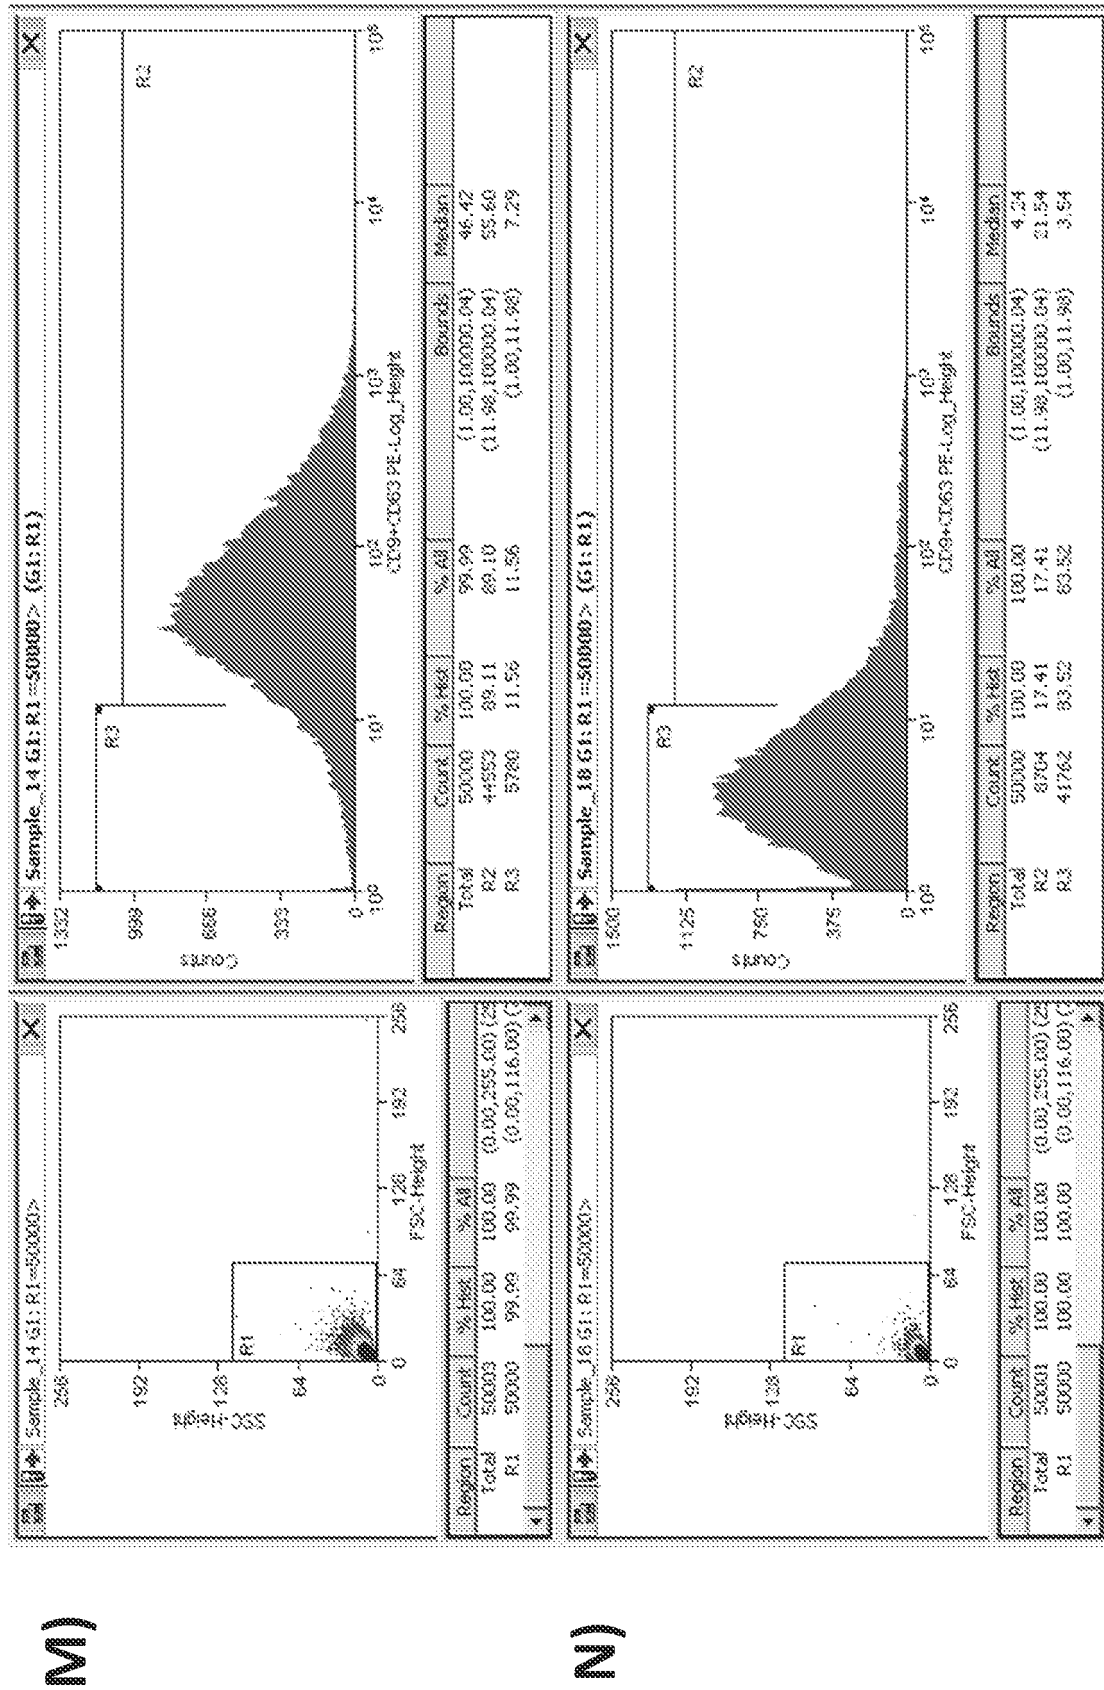 M)
Sample_14 G1: R1=50000>
SSC-Height
256
192
128
64
0
R1
0 64 128 192 256
FSC-Height
Region Count % Hist % All
Total 50003 100.00 100.00 (0.00,255.00)
R1 50000 99.99 99.99 (0.00,116.00)
Sample_14 G1: R1=50000> (G1: R1)
Counts
1332
999
666
333
0
R3
R2
10⁰ 10¹ 10² 10³ 10⁴ 10⁵
CD9+CD63 PE-Log_Height
Region Count % Hist % All Bounds Median
Total 50000 100.00 99.99 (1.00,100000.04) 46.42
R2 44553 89.11 89.10 (11.98,100000.04) 55.60
R3 5780 11.56 11.56 (1.00,11.98) 7.29
N)
Sample_18 G1: R1=50000>
SSC-Height
256
192
128
64
0
R1
0 64 128 192 256
FSC-Height
Region Count % Hist % All
Total 50001 100.00 100.00 (0.00,255.00)
R1 50000 100.00 100.00 (0.00,116.00)
Sample_18 G1: R1=50000> (G1: R1)
Counts
1500
1125
750
375
0
R3
R2
10⁰ 10¹ 10² 10³ 10⁴ 10⁵
CD9+CD63 PE-Log_Height
Region Count % Hist % All Bounds Median
Total 50000 100.00 100.00 (1.00,100000.04) 4.24
R2 8704 17.41 17.41 (11.98,100000.04) 21.54
R3 41762 83.52 83.52 (1.00,11.98) 3.54